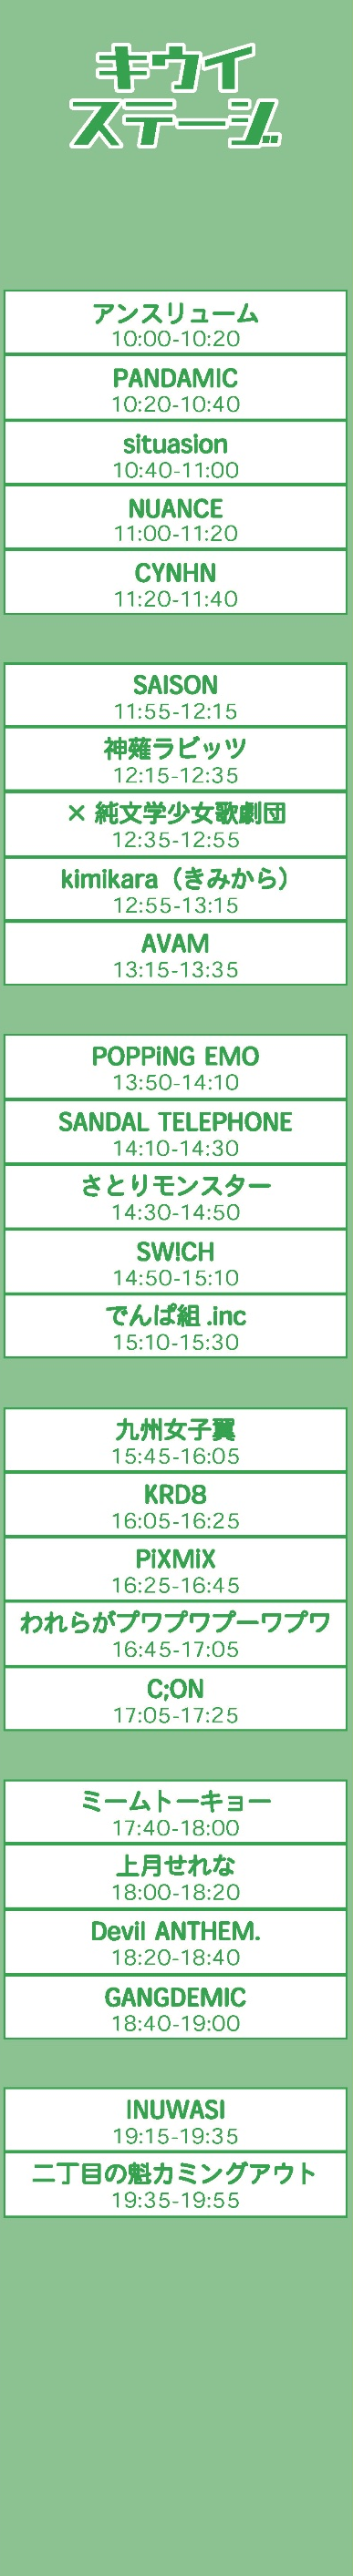 キウイ
ステージ
アンスリューム
10:00-10:20
PANDAMIC
10:20-10:40
situasion
10:40-11:00
NUANCE
11:00-11:20
CYNHN
11:20-11:40
SAISON
11:55-12:15
神薙ラビッツ
12:15-12:35
× 純文学少女歌劇団
12:35-12:55
kimikara（きみから）
12:55-13:15
AVAM
13:15-13:35
POPPiNG EMO
13:50-14:10
SANDAL TELEPHONE
14:10-14:30
さとりモンスター
14:30-14:50
SW!CH
14:50-15:10
でんぱ組.inc
15:10-15:30
九州女子翼
15:45-16:05
KRD8
16:05-16:25
PiXMiX
16:25-16:45
われらがプワプワプーワプワ
16:45-17:05
C;ON
17:05-17:25
ミームトーキョー
17:40-18:00
上月せれな
18:00-18:20
Devil ANTHEM.
18:20-18:40
GANGDEMIC
18:40-19:00
INUWASI
19:15-19:35
二丁目の魁カミングアウト
19:35-19:55